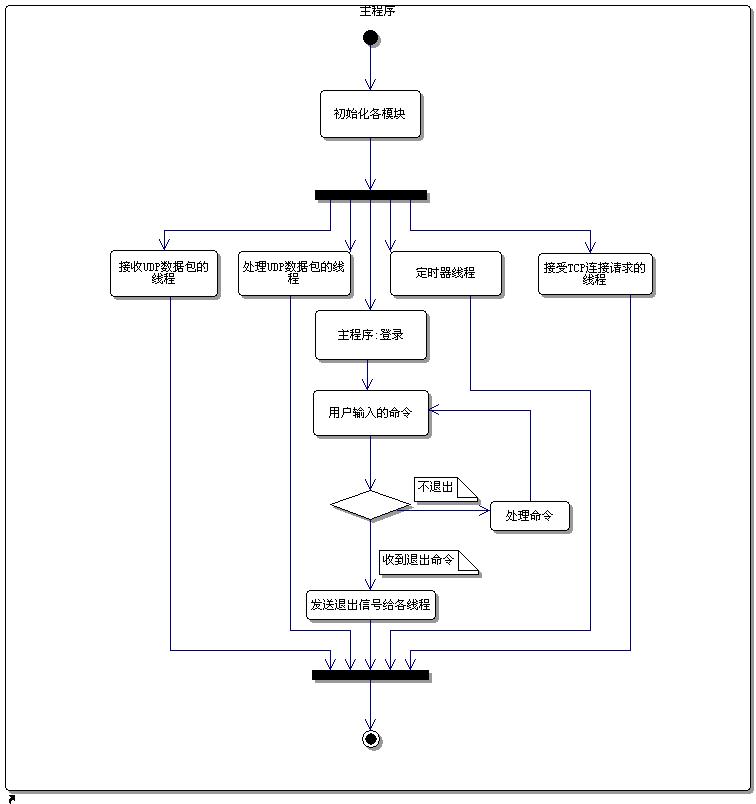 主程序
初始化各模块
接收UDP数据包的
线程
处理UDP数据包的线
程
定时器线程
接受TCP连接请求的
线程
主程序:登录
用户输入的命令
不退出
处理命令
收到退出命令
发送退出信号给各线程